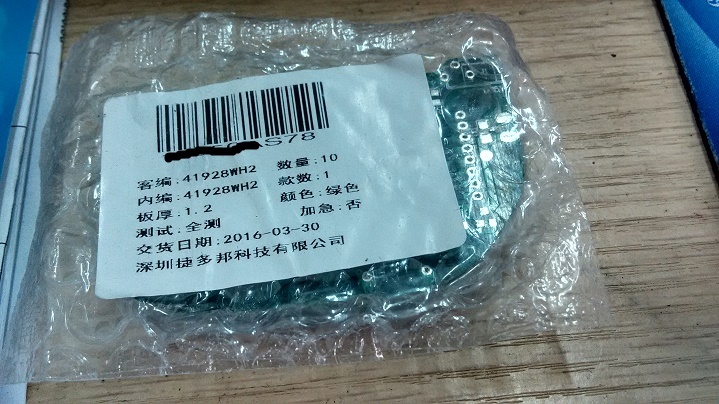 AS78
客编:41928WH2 数量:10
内编:41928WH2 款数:1
板厚:1.2 颜色:绿色
测试:全测 加急:否
交货日期:2016-03-30
深圳捷多邦科技有限公司